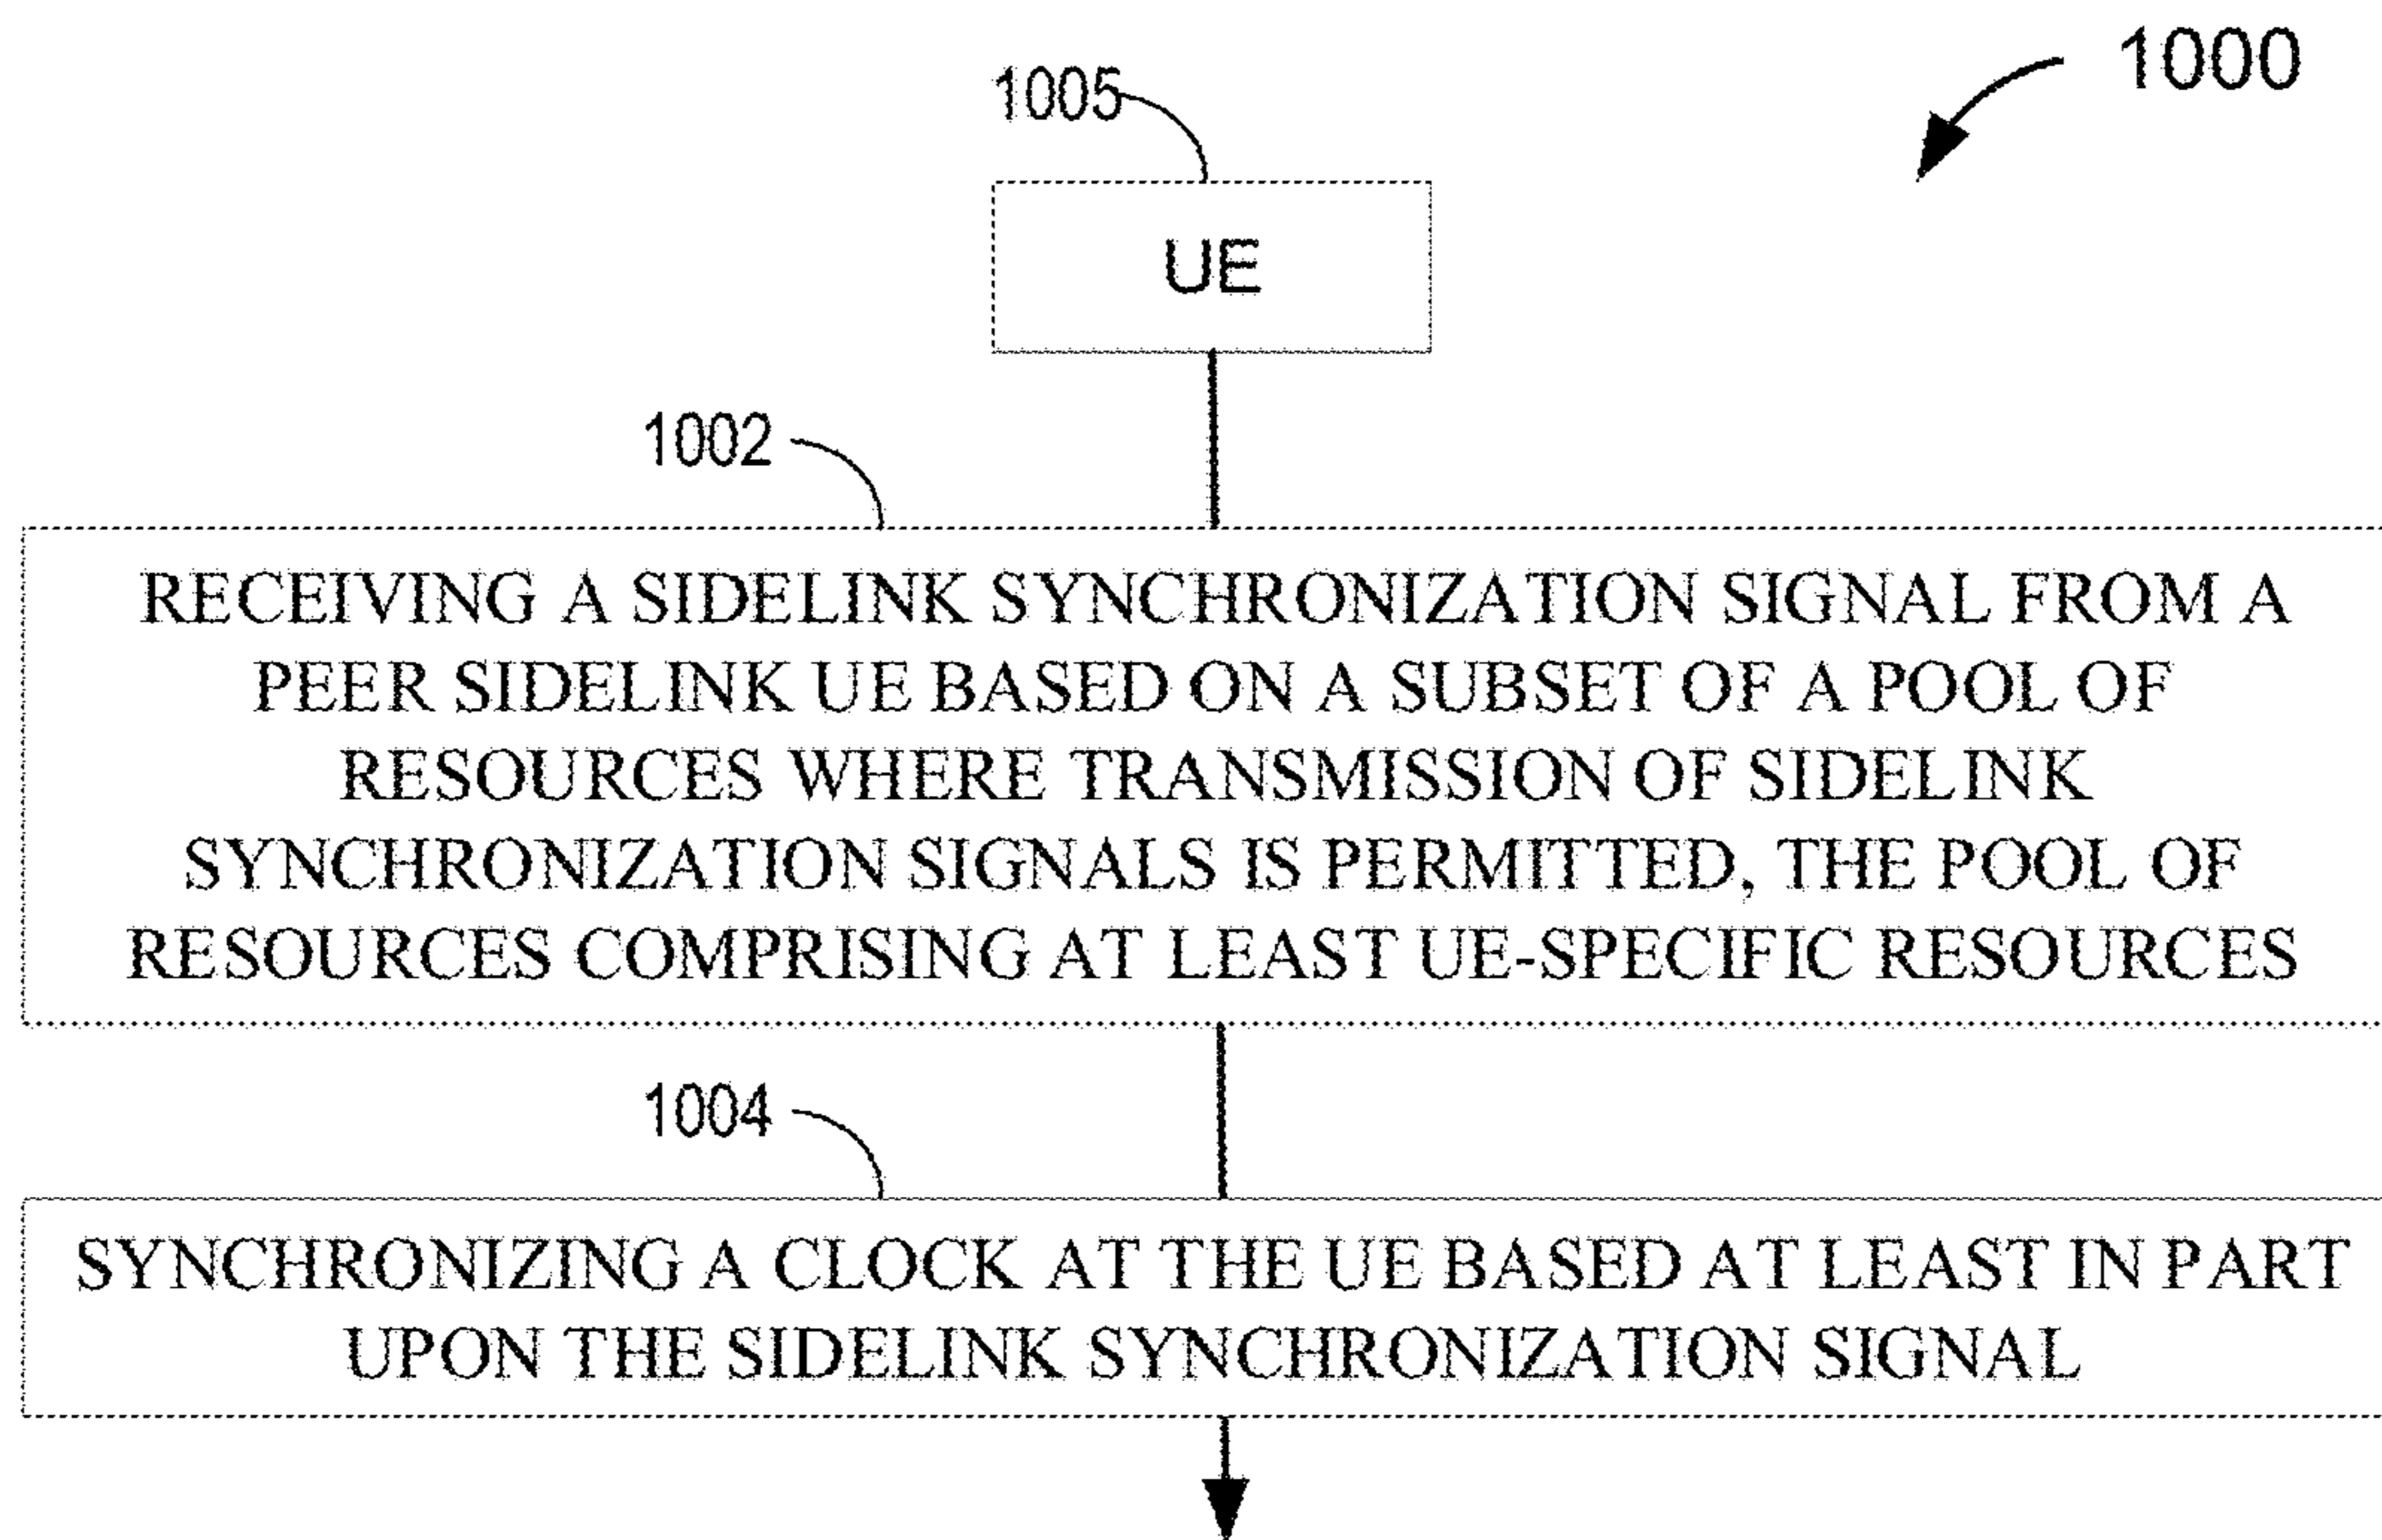 1000
1005
UE
1002
RECEIVING A SIDELINK SYNCHRONIZATION SIGNAL FROM A
PEER SIDELINK UE BASED ON A SUBSET OF A POOL OF
RESOURCES WHERE TRANSMISSION OF SIDELINK
SYNCHRONIZATION SIGNALS IS PERMITTED, THE POOL OF
RESOURCES COMPRISING AT LEAST UE-SPECIFIC RESOURCES
1004
SYNCHRONIZING A CLOCK AT THE UE BASED AT LEAST IN PART
UPON THE SIDELINK SYNCHRONIZATION SIGNAL